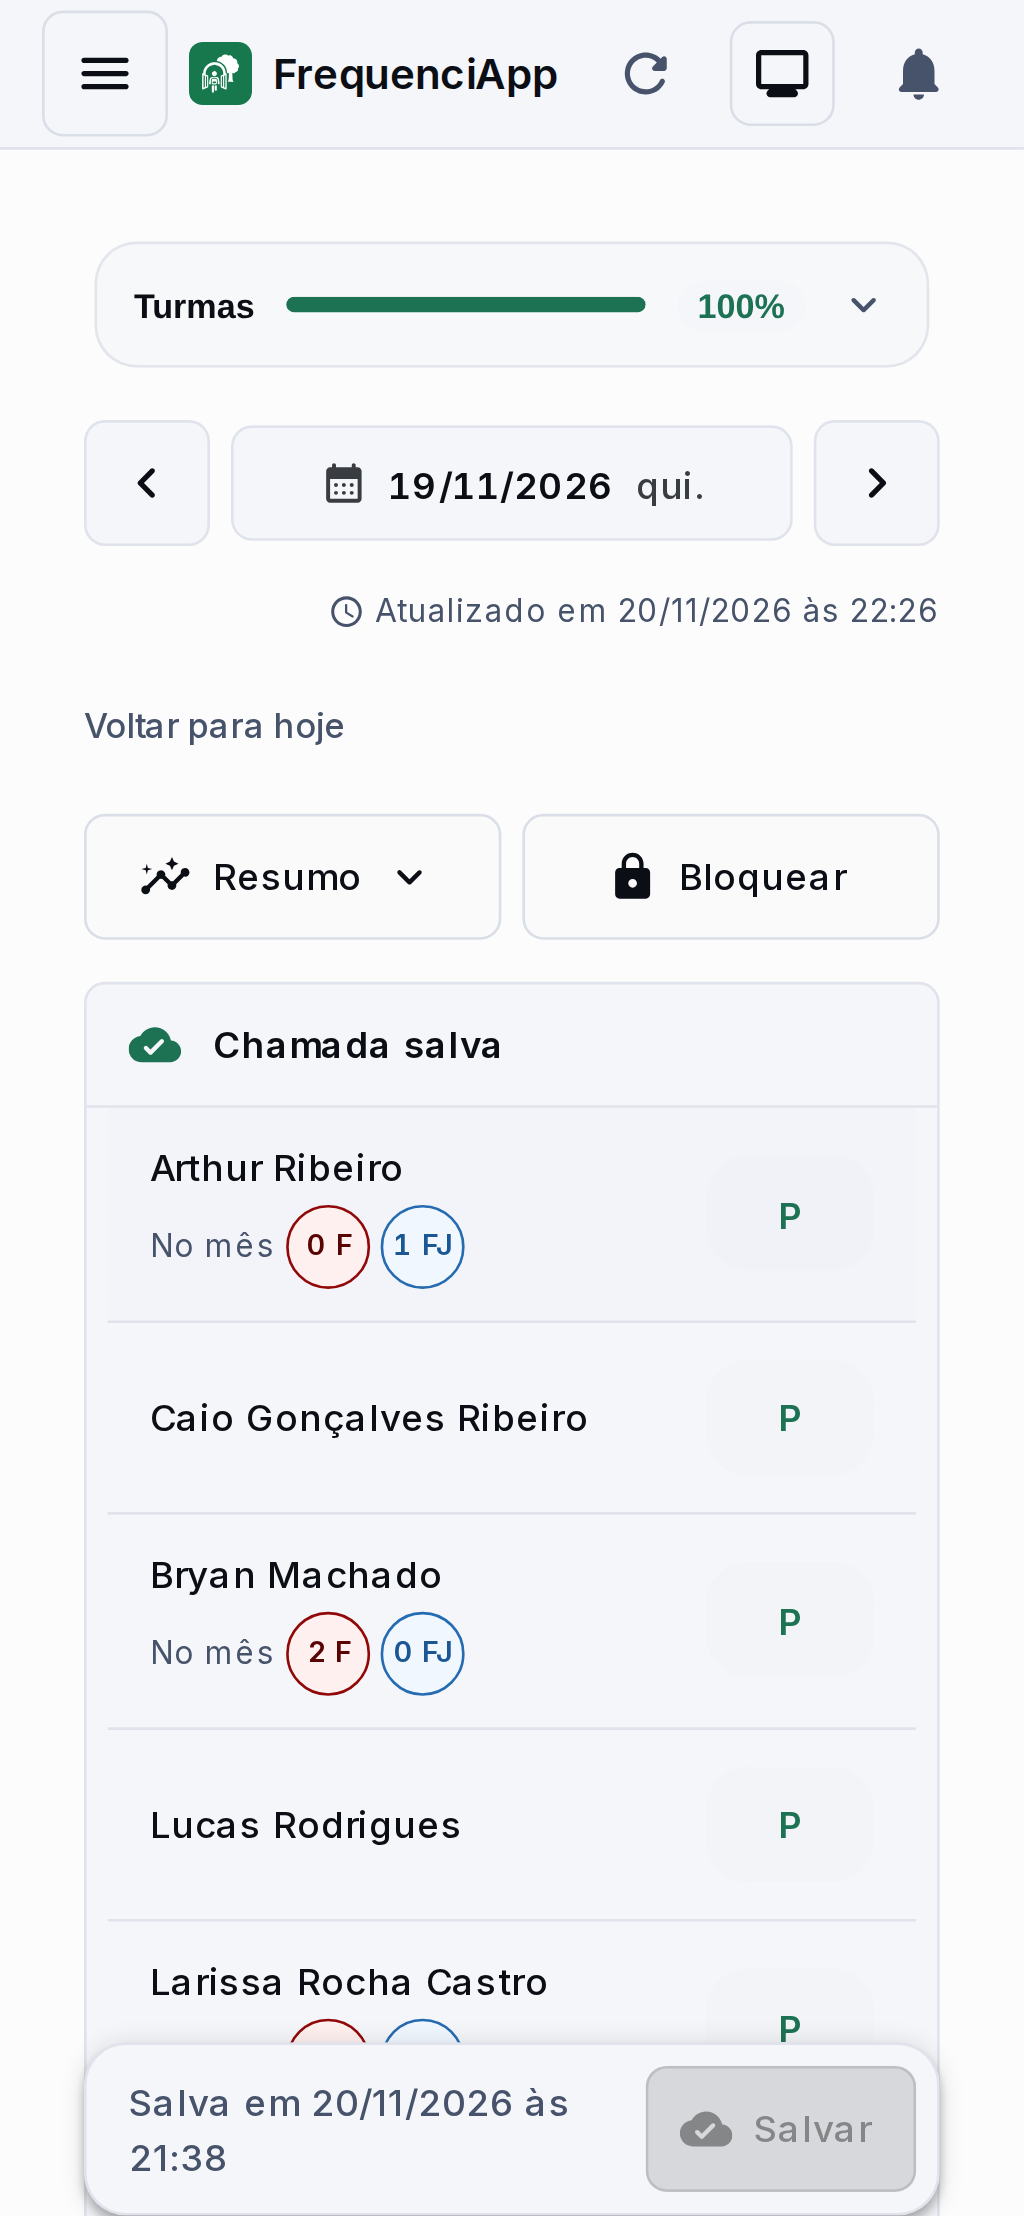 FrequenciApp
Turmas 100%
19/11/2026 qui.
Atualizado em 20/11/2026 às 22:26
Voltar para hoje
Resumo
Bloquear
Chamada salva
Arthur Ribeiro
No mês 0 F 1 FJ
P
Caio Gonçalves Ribeiro
P
Bryan Machado
No mês 2 F 0 FJ
P
Lucas Rodrigues
P
Larissa Rocha Castro
P
Salva em 20/11/2026 às
21:38
Salvar